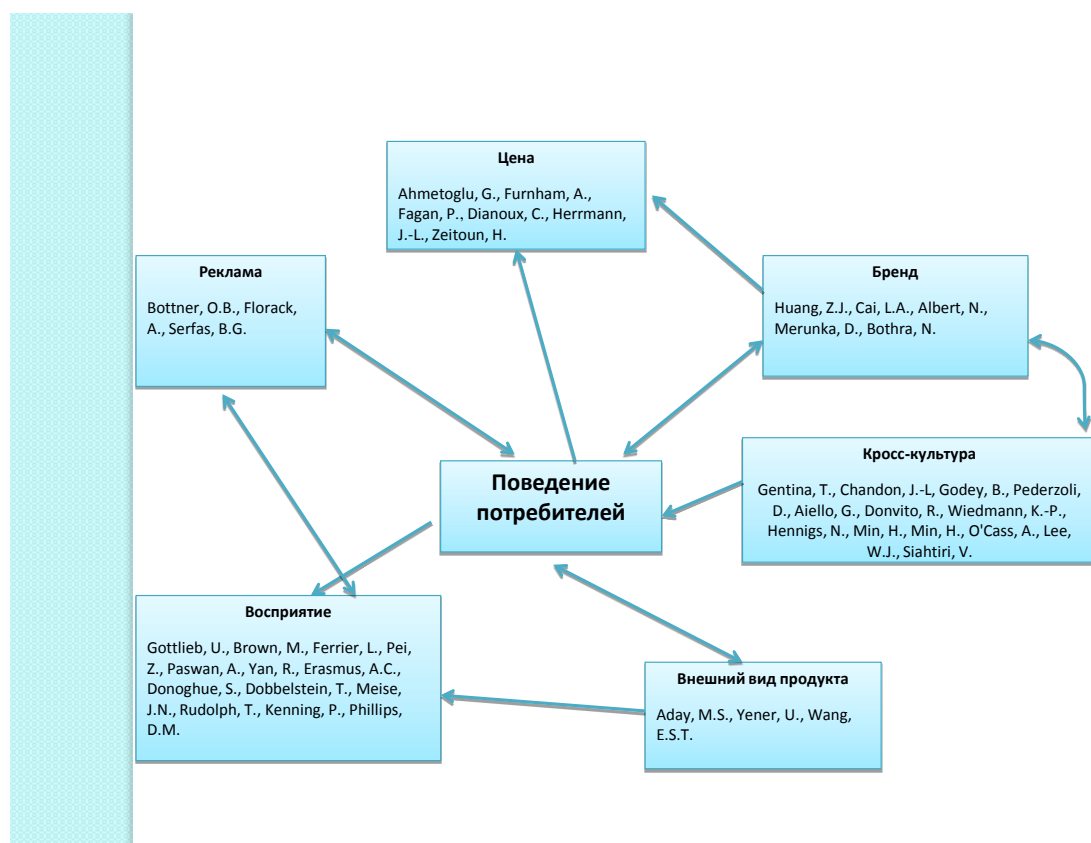 Цена
Ahmetoglu, G., Furnham, A.,
Fagan, P., Dianoux, C., Herrmann,
J.-L., Zeitoun, H.
Реклама
Bottner, O.B., Florack,
A., Serfas, B.G.
Бренд
Huang, Z.J., Cai, L.A., Albert, N.,
Merunka, D., Bothra, N.
Поведение
потребителей
Кросс-культура
Gentina, T., Chandon, J.-L, Godey, B., Pederzoli,
D., Aiello, G., Donvito, R., Wiedmann, K.-P.,
Hennigs, N., Min, H., Min, H., O'Cass, A., Lee,
W.J., Siahtiri, V.
Восприятие
Gottlieb, U., Brown, M., Ferrier, L., Pei,
Z., Paswan, A., Yan, R., Erasmus, A.C.,
Donoghue, S., Dobbelstein, T., Meise,
J.N., Rudolph, T., Kenning, P., Phillips,
D.M.
Внешний вид продукта
Aday, M.S., Yener, U., Wang,
E.S.T.